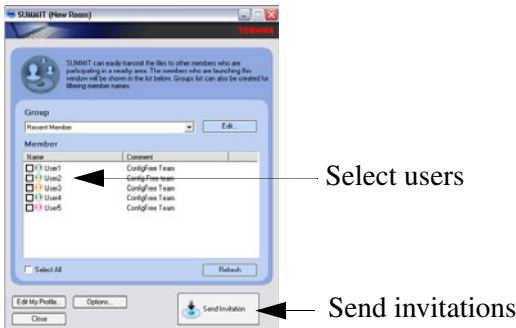 SUMMIT (New Room)
TOSHIBA
SUMMIT can easily transmit the files to other members who are
participating in a nearby area. The members who are launching this
window will be shown in the list below. Groups list can also be created for
filtering member names.
Group
Recent Member
Edit...
Member
Name Comment
User1 ConfigFree Team
User2 Config Free team
User3 ConfigFree Team
User4 ConfigFree Team
User5 ConfigFree Team
Select users
Select All
Refresh
Edit My Profile...
Options...
Send Invitation
Send invitations
Close